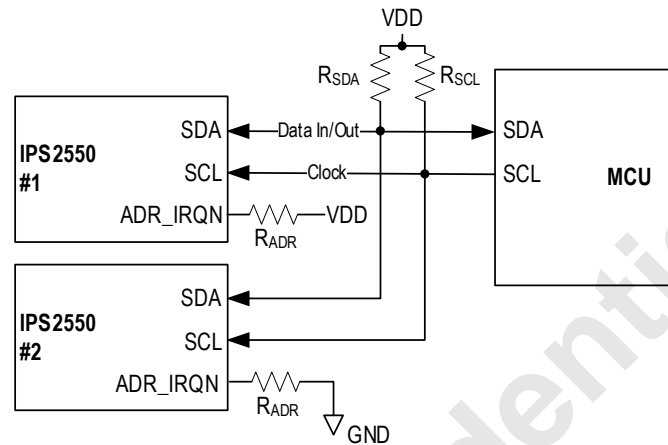 VDD
RSDA
RSCL
IPS2550
#1
SDA
Data In/Out
SDA
SCL
Clock
SCL
MCU
ADR_IRQN
RADR
VDD
IPS2550
#2
SDA
SCL
ADR_IRQN
RADR
GND